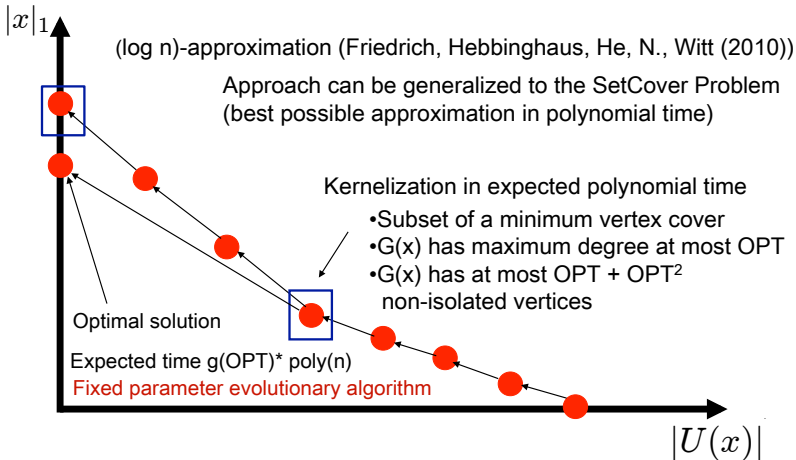 |x|₁
(log n)-approximation (Friedrich, Hebbinghaus, He, N., Witt (2010))
Approach can be generalized to the SetCover Problem
(best possible approximation in polynomial time)
Kernelization in expected polynomial time
•Subset of a minimum vertex cover
•G(x) has maximum degree at most OPT
•G(x) has at most OPT + OPT²
non-isolated vertices
Optimal solution
Expected time g(OPT)* poly(n)
Fixed parameter evolutionary algorithm
|U(x)|